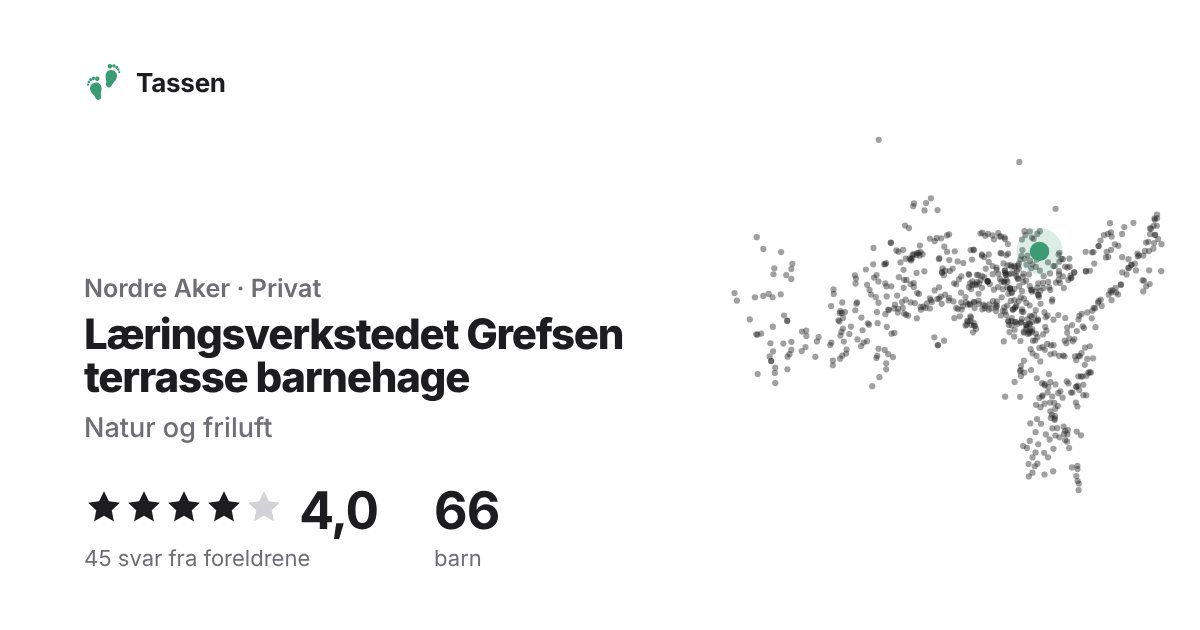 Tassen
Nordre Aker · Privat
Læringsverkstedet Grefsen
terrasse barnehage
Natur og friluft
4,0
45 svar fra foreldrene
66
barn